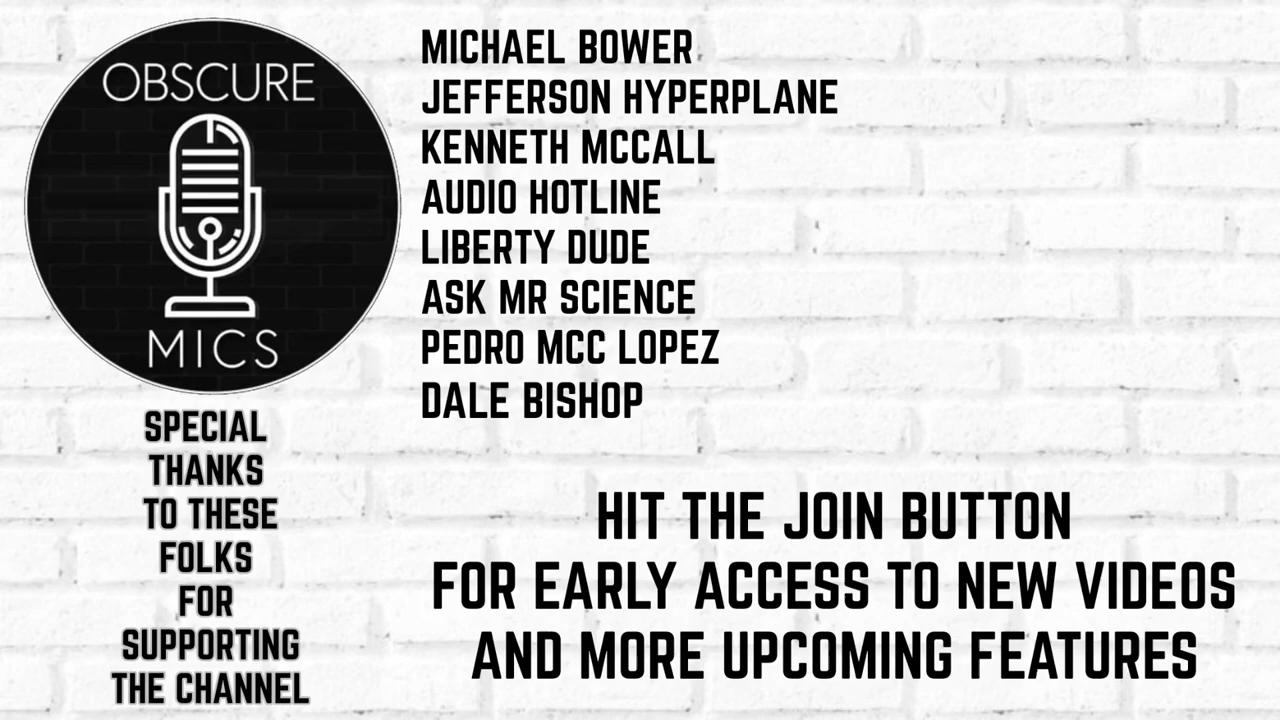 OBSCURE
MICS
SPECIAL
THANKS
TO THESE
FOLKS
FOR
SUPPORTING
THE CHANNEL
MICHAEL BOWER
JEFFERSON HYPERPLANE
KENNETH MCCALL
AUDIO HOTLINE
LIBERTY DUDE
ASK MR SCIENCE
PEDRO MCC LOPEZ
DALE BISHOP
HIT THE JOIN BUTTON
FOR EARLY ACCESS TO NEW VIDEOS
AND MORE UPCOMING FEATURES